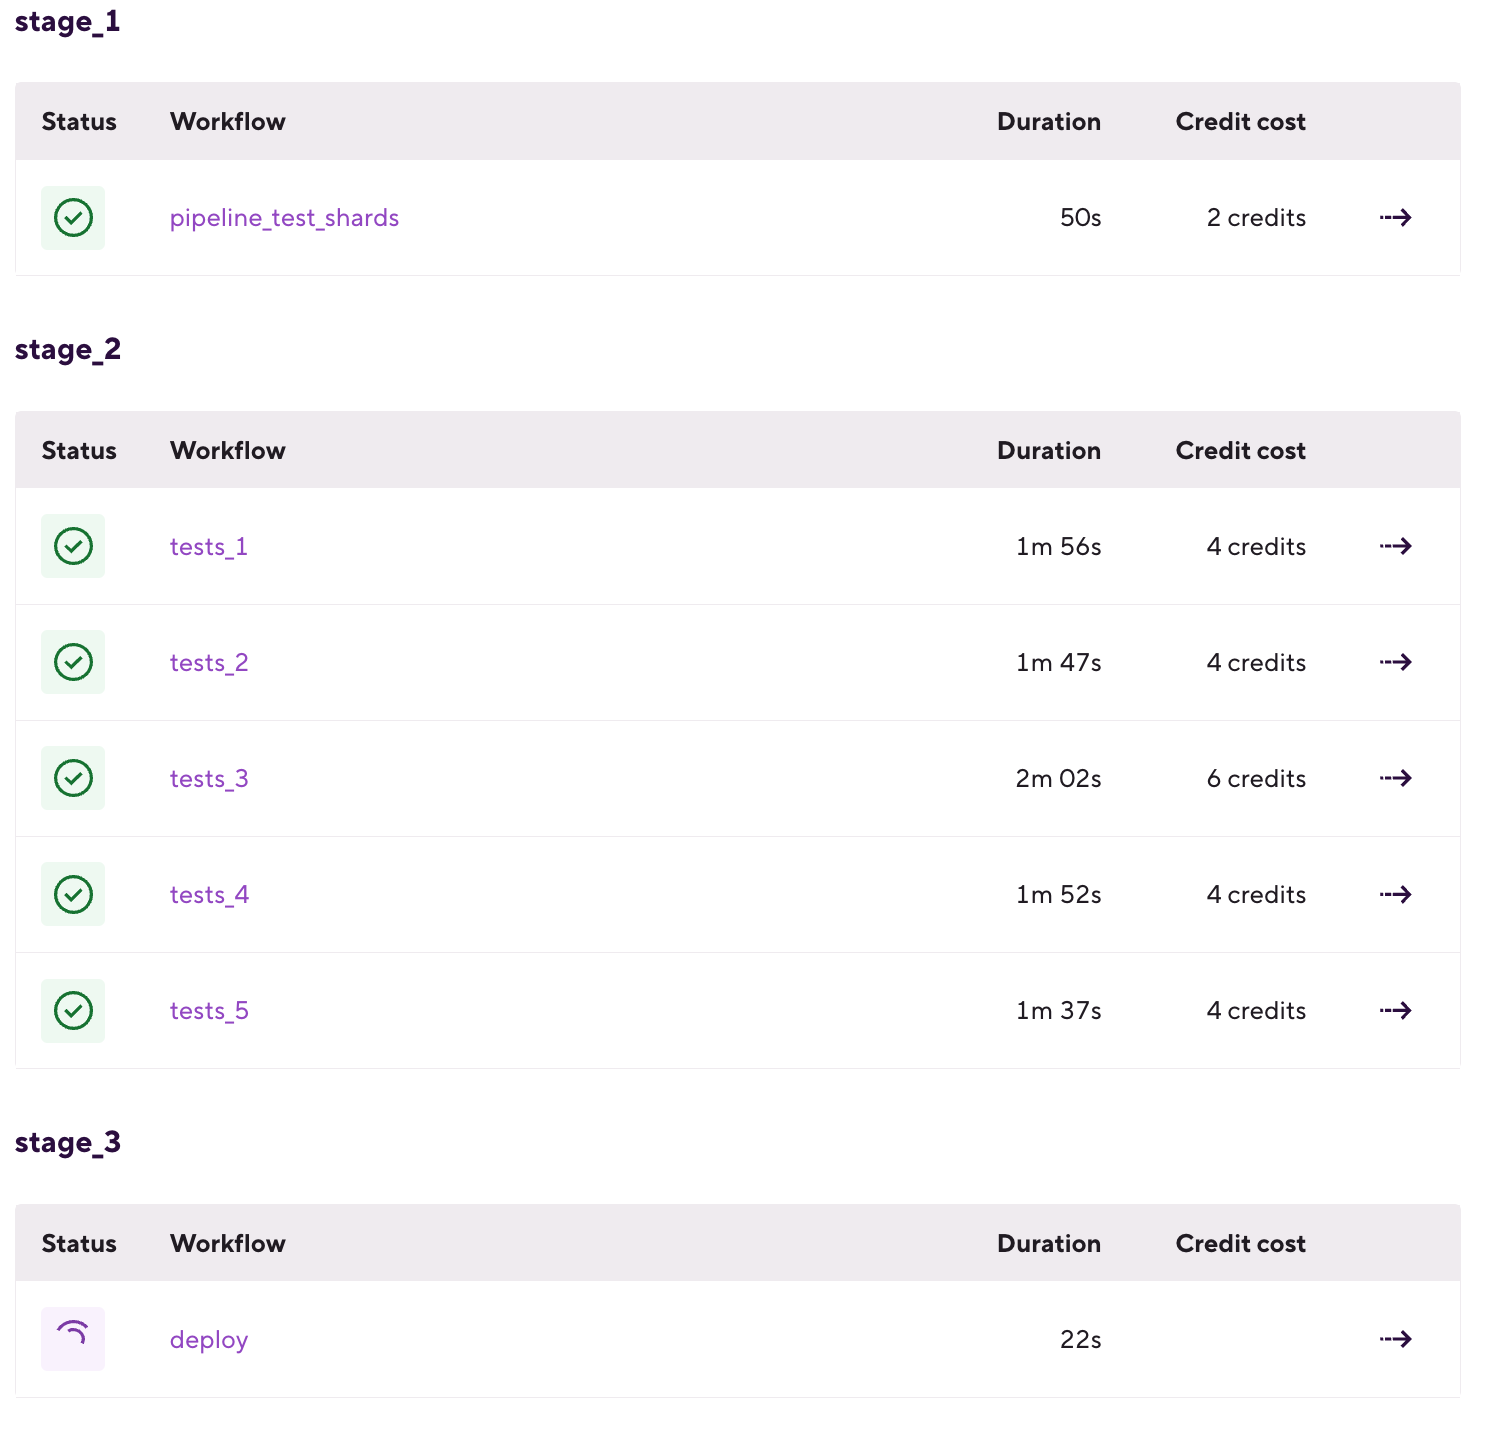 stage_1
Status Workflow Duration Credit cost
pipeline_test_shards 50s 2 credits
stage_2
Status Workflow Duration Credit cost
tests_1 1m 56s 4 credits
tests_2 1m 47s 4 credits
tests_3 2m 02s 6 credits
tests_4 1m 52s 4 credits
tests_5 1m 37s 4 credits
stage_3
Status Workflow Duration Credit cost
deploy 22s